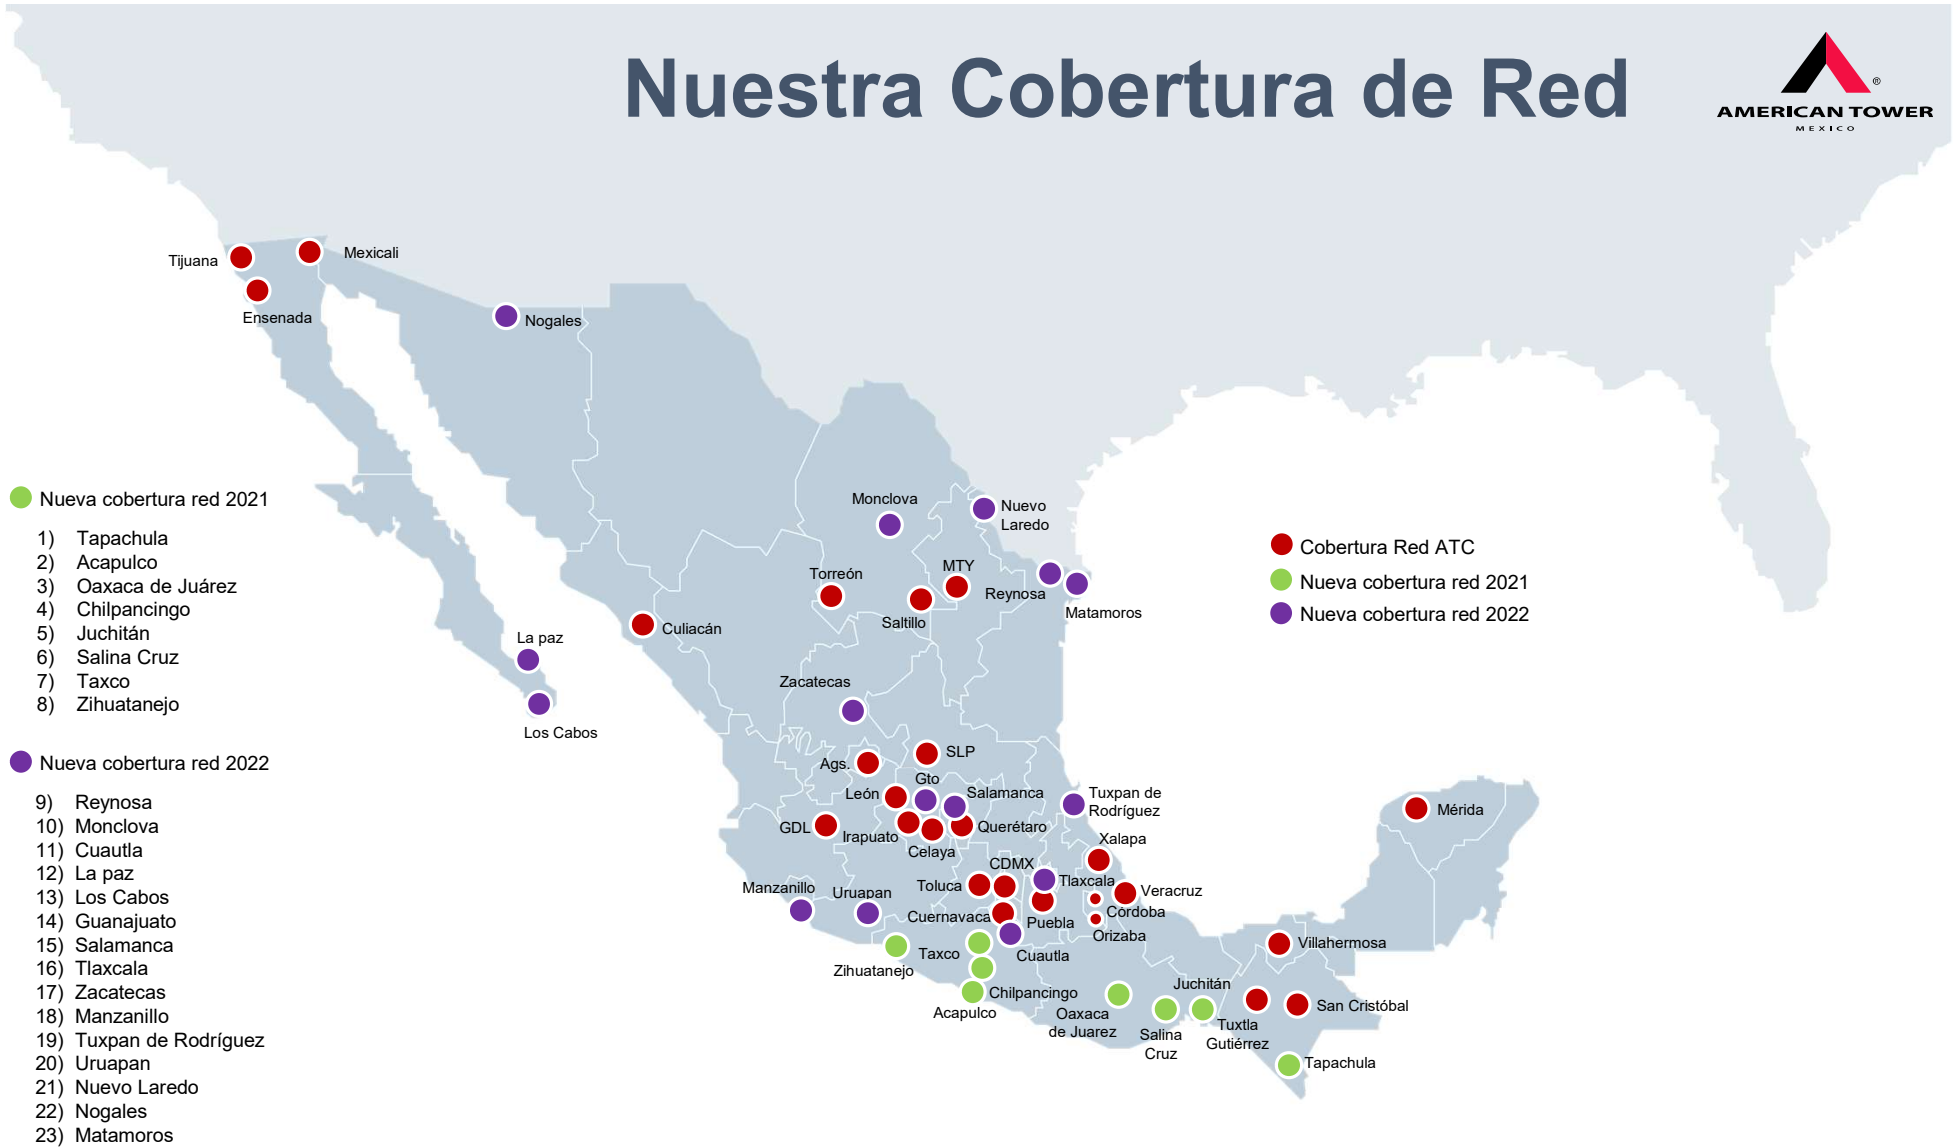 Nuestra Cobertura de Red
®
AMERICAN TOWER
MEXICO
Tijuana
Mexicali
Ensenada
Nogales
Nueva cobertura red 2021
1) Tapachula
2) Acapulco
3) Oaxaca de Juárez
4) Chilpancingo
5) Juchitán
6) Salina Cruz
7) Taxco
8) Zihuatanejo
Nueva cobertura red 2022
9) Reynosa
10) Monclova
11) Cuautla
12) La paz
13) Los Cabos
14) Guanajuato
15) Salamanca
16) Tlaxcala
17) Zacatecas
18) Manzanillo
19) Tuxpan de Rodríguez
20) Uruapan
21) Nuevo Laredo
22) Nogales
23) Matamoros
Cobertura Red ATC
Nueva cobertura red 2021
Nueva cobertura red 2022
Monclova
Nuevo
Laredo
Torreón
MTY
Reynosa
Saltillo
Matamoros
Culiacán
La paz
Los Cabos
Zacatecas
SLP
Ags.
Gto
León
Salamanca
Tuxpan de
Rodríguez
GDL
Irapuato
Querétaro
Celaya
Xalapa
Mérida
CDMX
Toluca
Tlaxcala
Manzanillo
Uruapan
Veracruz
Cuernavaca
Córdoba
Puebla
Orizaba
Villahermosa
Taxco
Cuautla
Zihuatanejo
Chilpancingo
Acapulco
Juchitán
Oaxaca
de Juarez
Salina
Cruz
Tuxtla
Gutiérrez
San Cristóbal
Tapachula